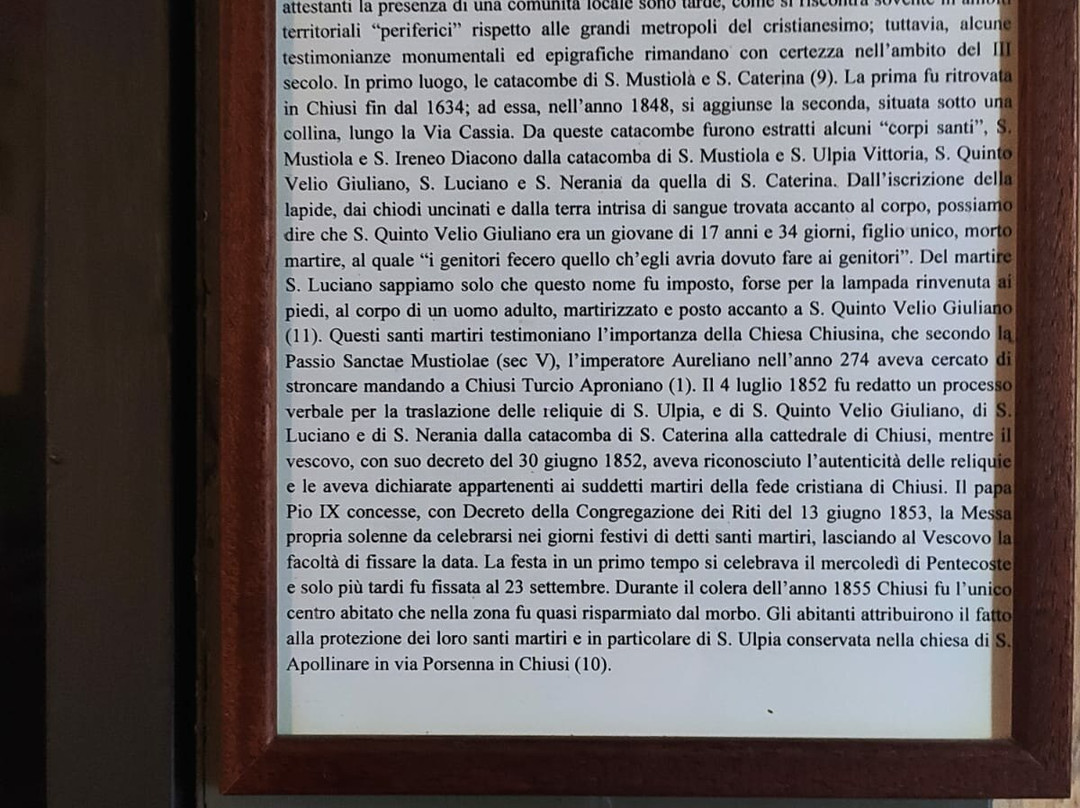 attestanti la presenza di una comunità locale sono tarde, come si riscontra sovente in ambiti
territoriali “periferici” rispetto alle grandi metropoli del cristianesimo; tuttavia, alcune
testimonianze monumentali ed epigrafiche rimandano con certezza nell’ambito del III
secolo. In primo luogo, le catacombe di S. Mustiola e S. Caterina (9). La prima fu ritrovata
in Chiusi fin dal 1634; ad essa, nell’anno 1848, si aggiunse la seconda, situata sotto una
collina, lungo la Via Cassia. Da queste catacombe furono estratti alcuni “corpi santi”, S.
Mustiola e S. Ireneo Diacono dalla catacomba di S. Mustiola e S. Ulpia Vittoria, S. Quinto
Velio Giuliano, S. Luciano e S. Nerania da quella di S. Caterina. Dall’iscrizione della
lapide, dai chiodi uncinati e dalla terra intrisa di sangue trovata accanto al corpo, possiamo
dire che S. Quinto Velio Giuliano era un giovane di 17 anni e 34 giorni, figlio unico, morto
martire, al quale “i genitori fecero quello ch’egli avria dovuto fare ai genitori”. Del martire
S. Luciano sappiamo solo che questo nome fu imposto, forse per la lampada rinvenuta ai
piedi, al corpo di un uomo adulto, martirizzato e posto accanto a S. Quinto Velio Giuliano
(11). Questi santi martiri testimoniano l’importanza della Chiesa Chiusina, che secondo la
Passio Sanctae Mustiolae (sec V), l’imperatore Aureliano nell’anno 274 aveva cercato di
stroncare mandando a Chiusi Turcio Aproniano (1). Il 4 luglio 1852 fu redatto un processo
verbale per la traslazione delle reliquie di S. Ulpia, e di S. Quinto Velio Giuliano, di S.
Luciano e di S. Nerania dalla catacomba di S. Caterina alla cattedrale di Chiusi, mentre il
vescovo, con suo decreto del 30 giugno 1852, aveva riconosciuto l’autenticità delle reliquie
e le aveva dichiarate appartenenti ai suddetti martiri della fede cristiana di Chiusi. Il papa
Pio IX concesse, con Decreto della Congregazione dei Riti del 13 giugno 1853, la Messa
propria solenne da celebrarsi nei giorni festivi di detti santi martiri, lasciando al Vescovo la
facoltà di fissare la data. La festa in un primo tempo si celebrava il mercoledì di Pentecoste
e solo più tardi fu fissata al 23 settembre. Durante il colera dell’anno 1855 Chiusi fu l’unico
centro abitato che nella zona fu quasi risparmiato dal morbo. Gli abitanti attribuirono il fatto
alla protezione dei loro santi martiri e in particolare di S. Ulpia conservata nella chiesa di S.
Apollinare in via Porsenna in Chiusi (10).